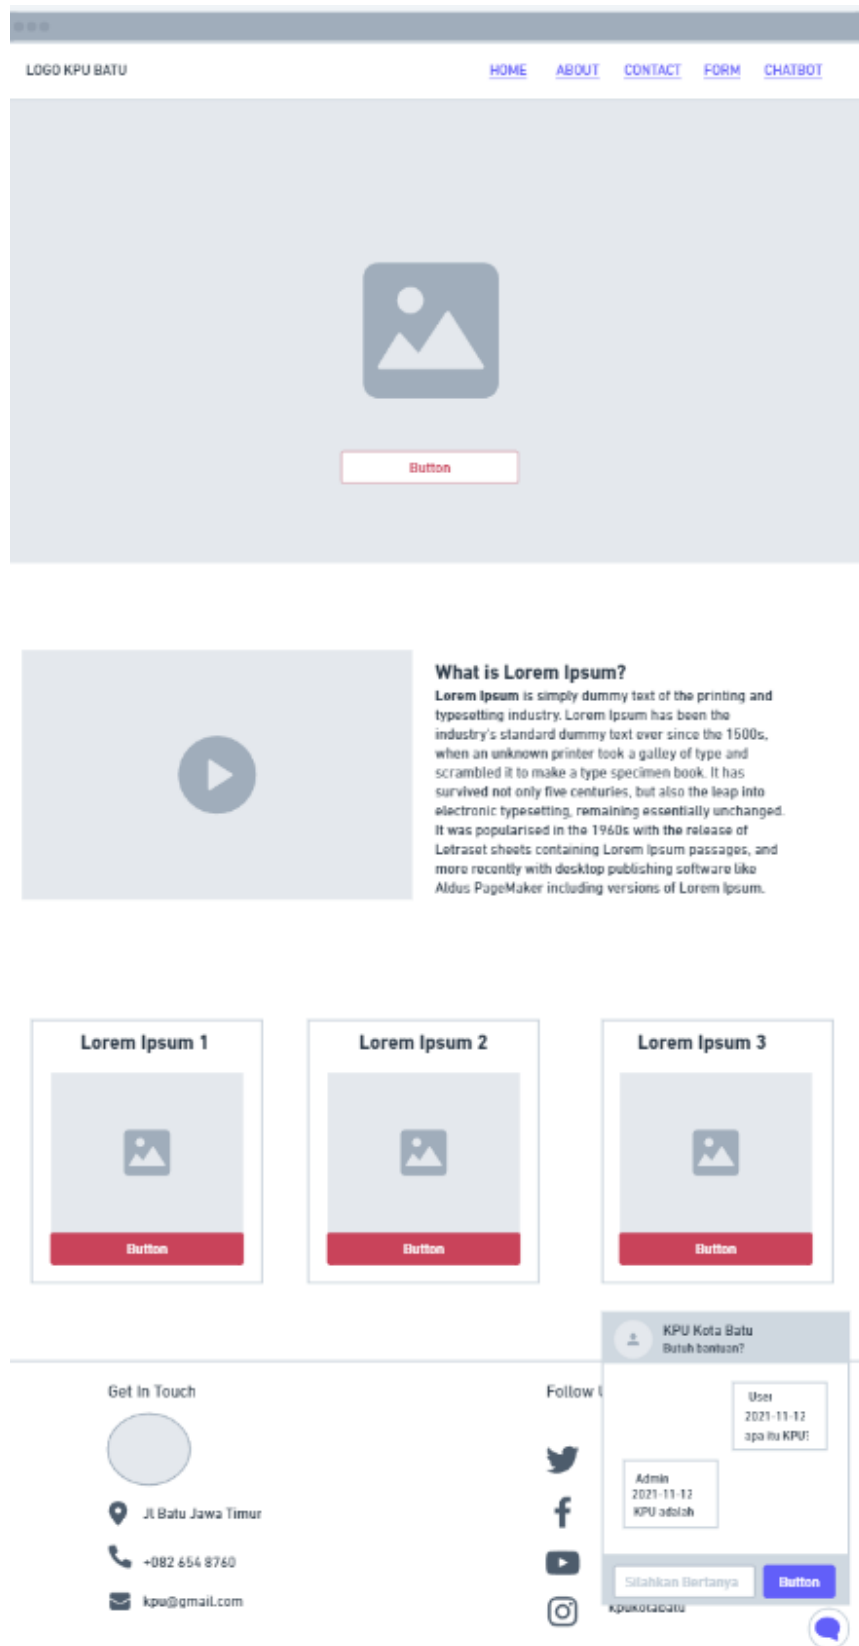 LOGO KPU BATU
HOME ABOUT CONTACT FORM CHATBOT
Button
What is Lorem Ipsum?
Lorem Ipsum is simply dummy text of the printing and
typesetting industry. Lorem Ipsum has been the
industry's standard dummy text ever since the 1500s,
when an unknown printer took a galley of type and
scrambled it to make a type specimen book. It has
survived not only five centuries, but also the leap into
electronic typesetting, remaining essentially unchanged.
It was popularised in the 1960s with the release of
Letraset sheets containing Lorem Ipsum passages, and
more recently with desktop publishing software like
Aldus PageMaker including versions of Lorem Ipsum.
Lorem Ipsum 1
Button
Lorem Ipsum 2
Button
Lorem Ipsum 3
Button
Get In Touch
Jl Batu Jawa Timur
+082 654 8760
kpu@gmail.com
Follow
kpukotabatu
KPU Kota Batu
Butuh bantuan?
User
2021-11-12
apa itu KPU?
Admin
2021-11-12
KPU adalah
Silahkan Bertanya
Button